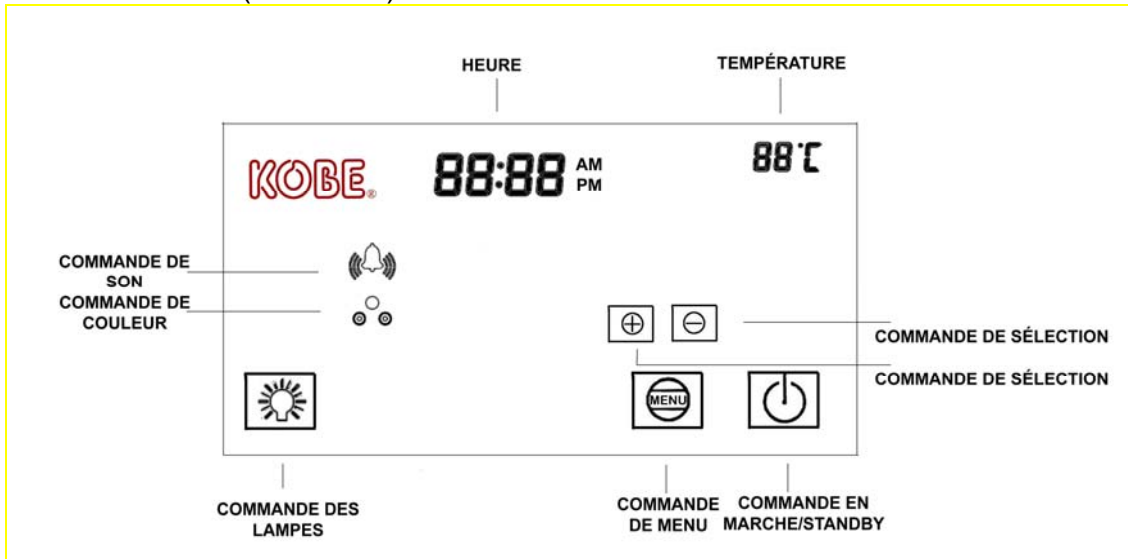 HEURE
TEMPÉRATURE
KOBE®
88:88 AM
PM
88°C
COMMANDE DE
SON
COMMANDE DE
COULEUR
COMMANDE DE SÉLECTION
COMMANDE DE SÉLECTION
MENU
COMMANDE DES
LAMPES
COMMANDE
DE MENU
COMMANDE EN
MARCHE/STANDBY